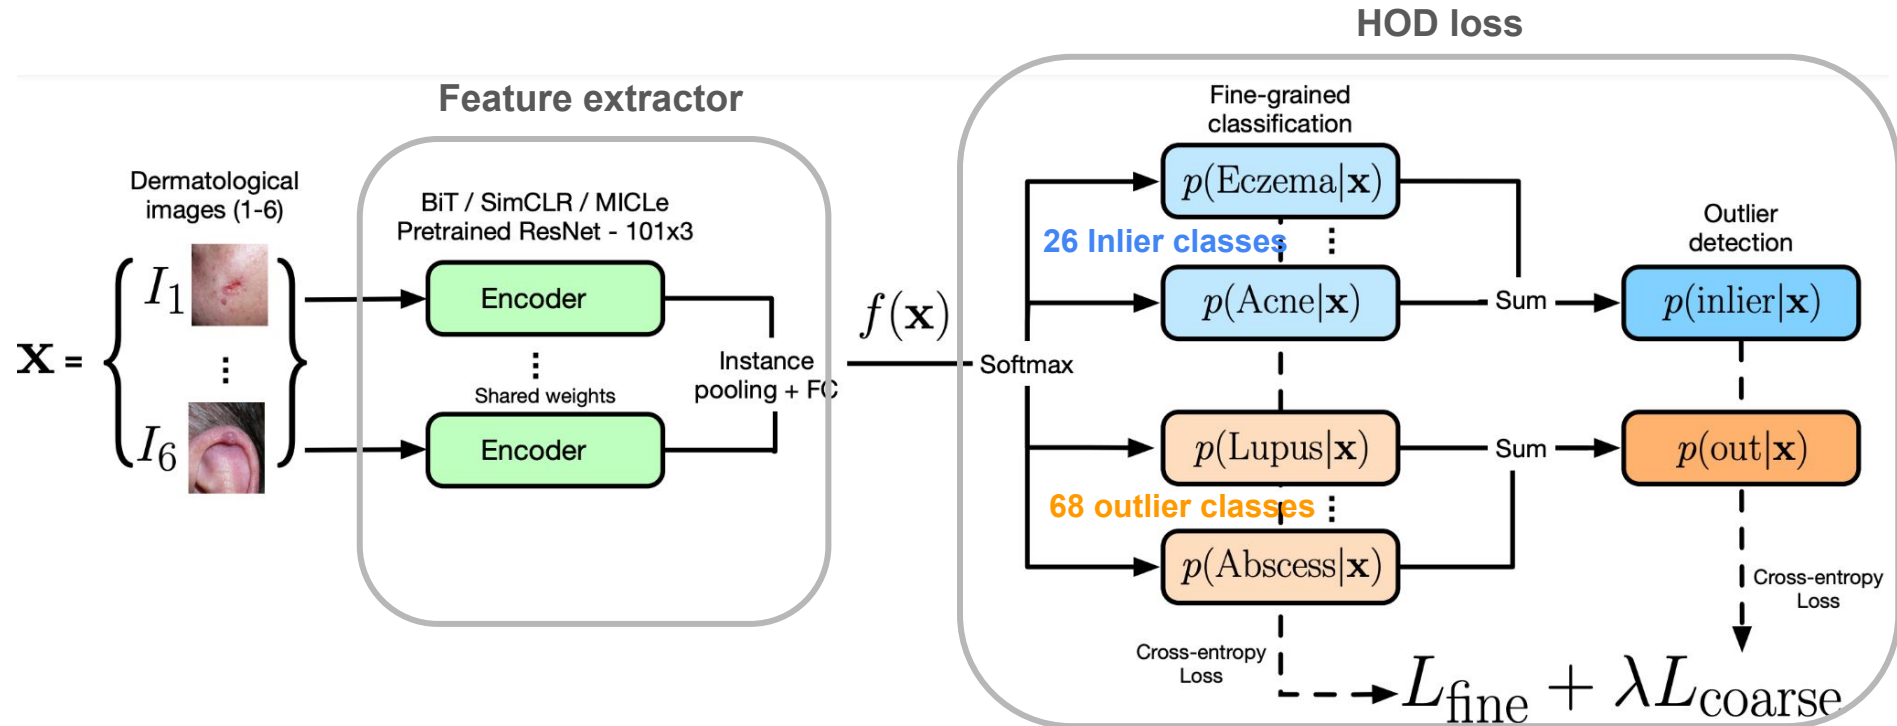 HOD loss
Feature extractor
Fine-grained
classification
Dermatological
images (1-6)
BiT / SimCLR / MICLe
Pretrained ResNet - 101x3
p(Eczema|x)
26 Inlier classes
Outlier
detection
I1
Encoder
f(x)
p(Acne|x)
Sum
p(inlier|x)
x =
Instance
pooling + FC
Softmax
Shared weights
I6
Encoder
p(Lupus|x)
Sum
p(out|x)
68 outlier classes
p(Abscess|x)
Cross-entropy
Loss
Cross-entropy
Loss
Lfine + λLcoarse